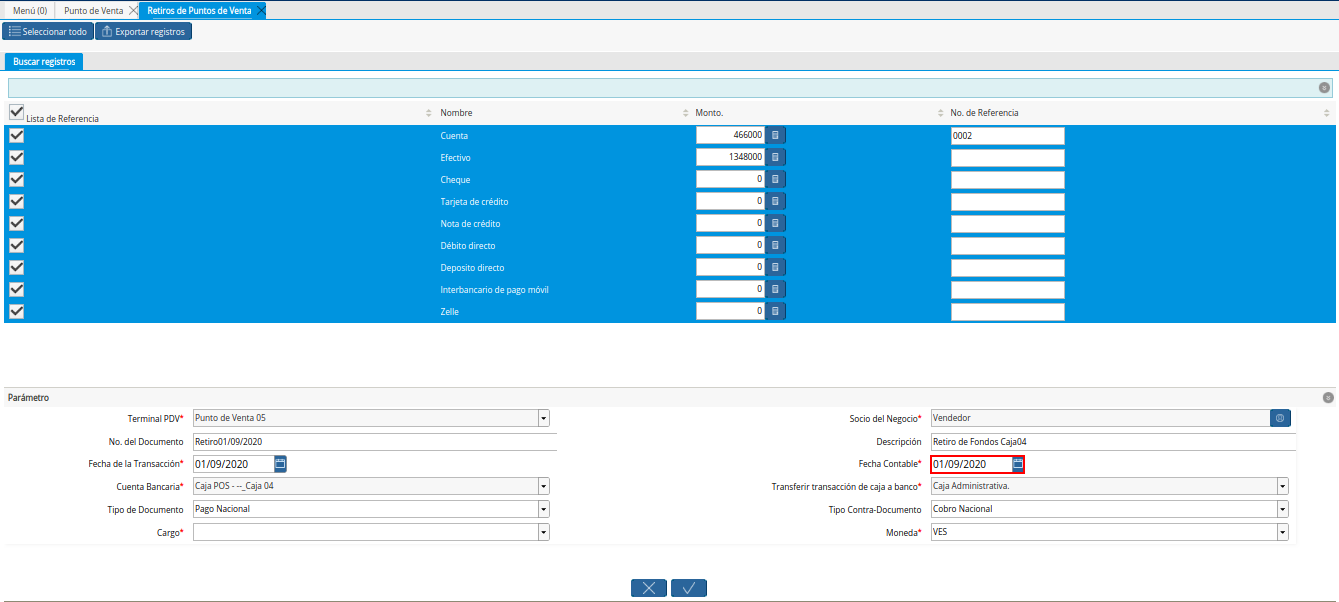 Menú (0) Punto de Venta Retiros de Puntos de Venta
Seleccionar todo Exportar registros
Buscar registros
Lista de Referencia Nombre Monto. No. de Referencia
Cuenta 466000 0002
Efectivo 1348000
Cheque 0
Tarjeta de crédito 0
Nota de crédito 0
Débito directo 0
Deposito directo 0
Interbancario de pago móvil 0
Zelle 0
Parámetro
Terminal PDV* Punto de Venta 05 Socio del Negocio* Vendedor
No. del Documento Retiro01/09/2020 Descripción Retiro de Fondos Caja04
Fecha de la Transacción* 01/09/2020 Fecha Contable* 01/09/2020
Cuenta Bancaria* Caja POS - --_Caja 04 Transferir transacción de caja a banco* Caja Administrativa.
Tipo de Documento Pago Nacional Tipo Contra-Documento Cobro Nacional
Cargo* Moneda* VES